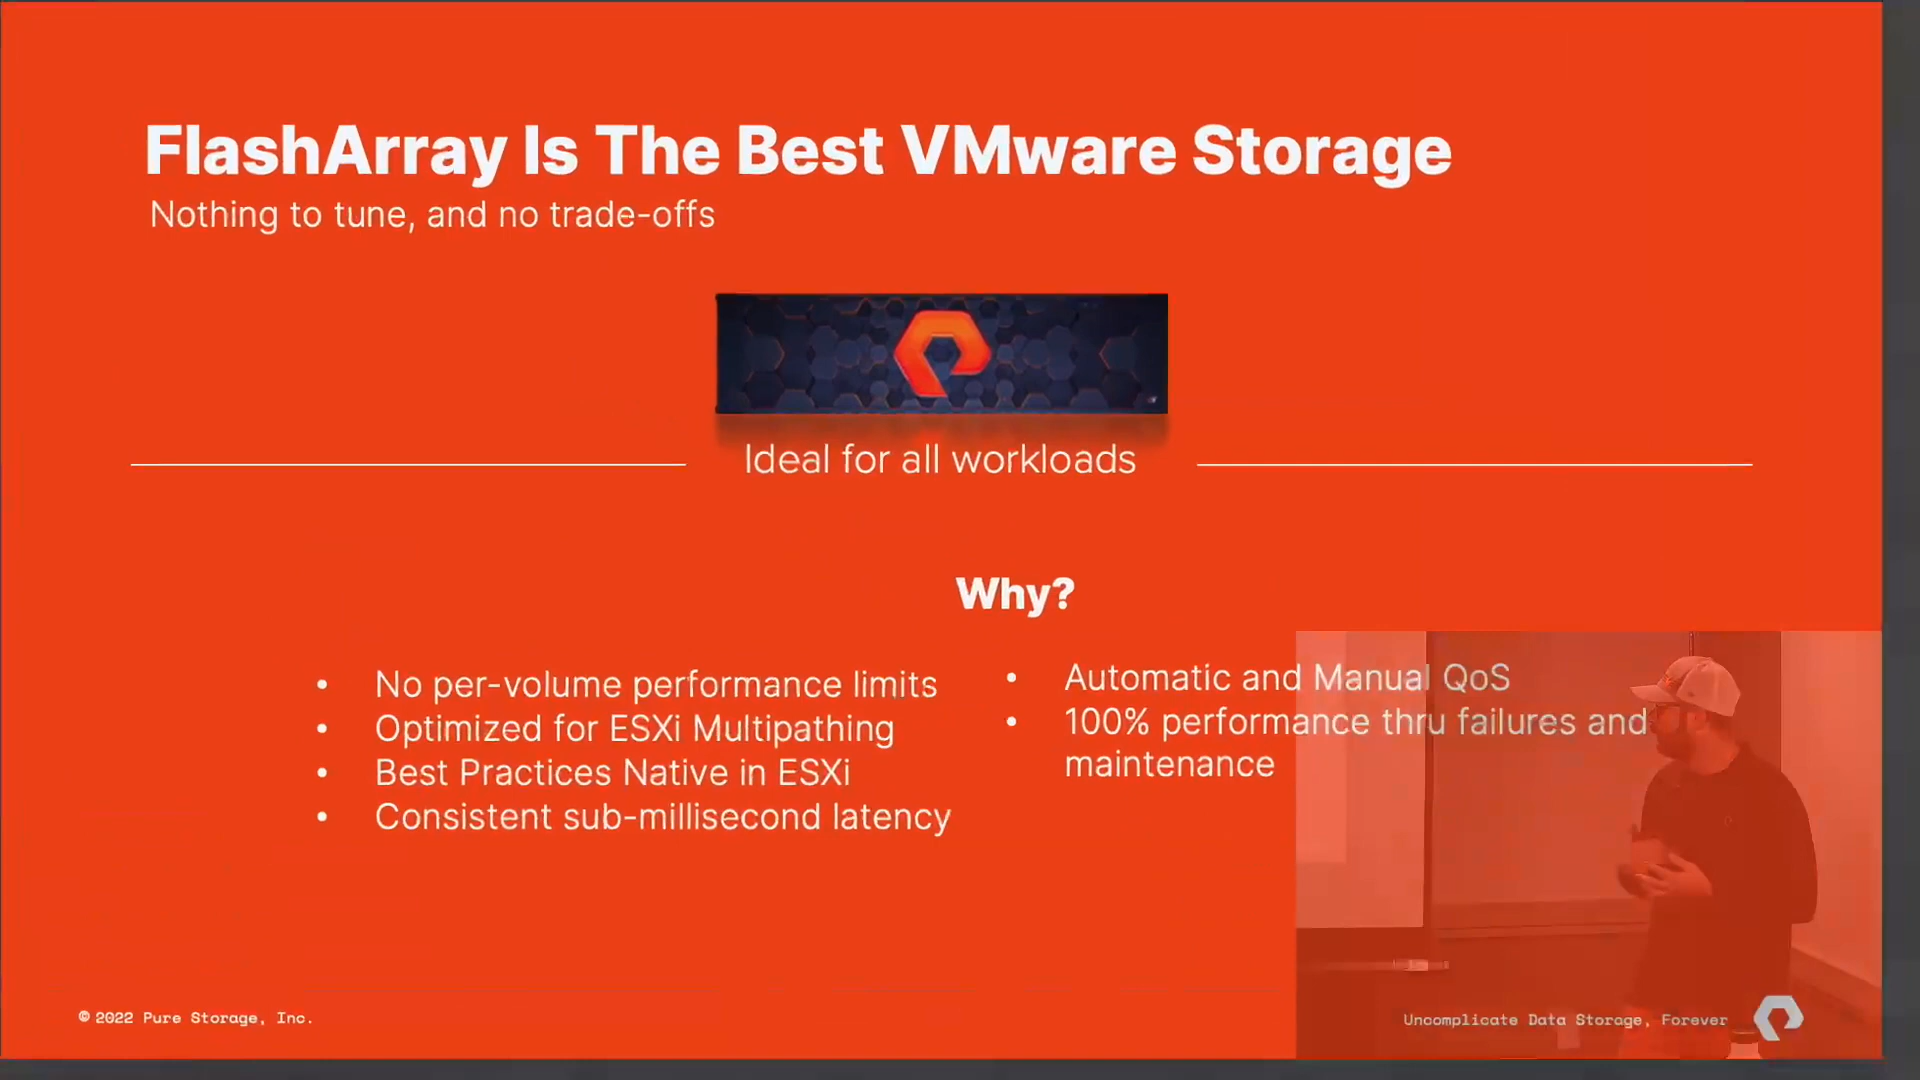 FlashArray Is The Best VMware Storage
Nothing to tune, and no trade-offs
Ideal for all workloads
Why?
• No per-volume performance limits
• Optimized for ESXi Multipathing
• Best Practices Native in ESXi
• Consistent sub-millisecond latency
• Automatic and Manual QoS
• 100% performance thru failures and
maintenance
© 2022 Pure Storage, Inc.
Uncomplicate Data Storage, Forever